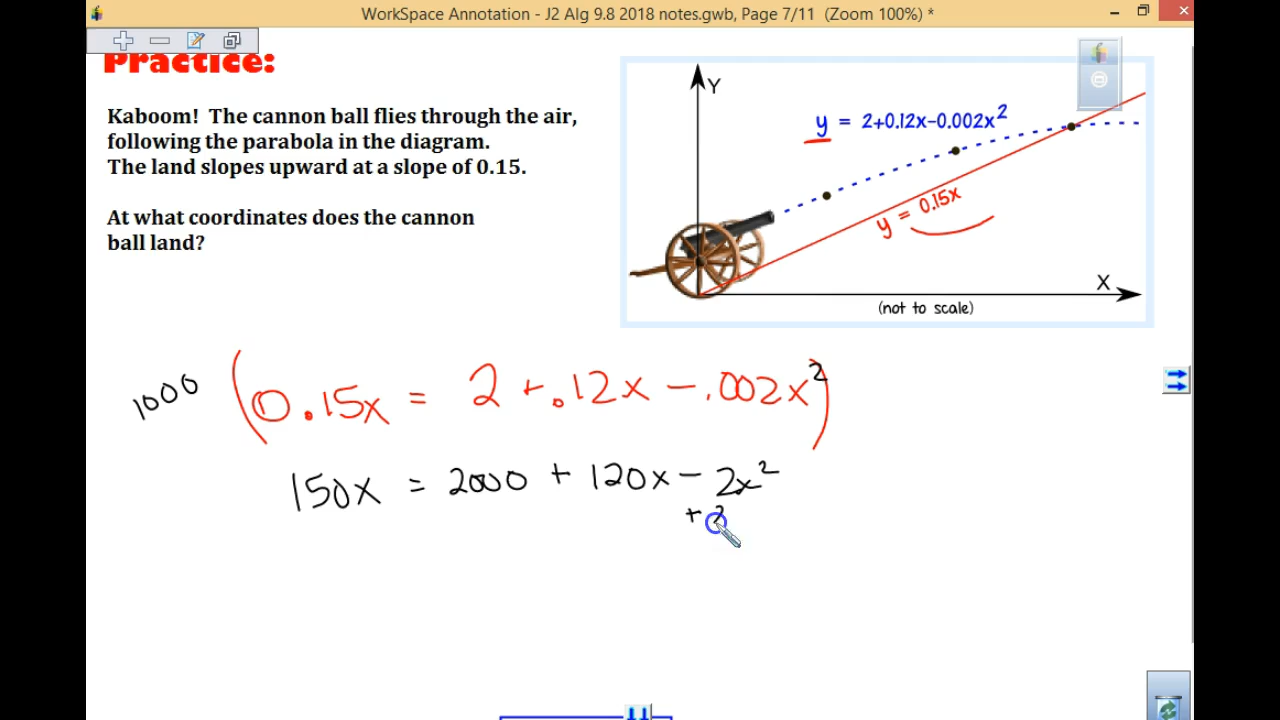 WorkSpace Annotation - J2 Alg 9.8 2018 notes.gwb, Page 7/11 (Zoom 100%) *
Practice:
Kaboom! The cannon ball flies through the air,
following the parabola in the diagram.
The land slopes upward at a slope of 0.15.
At what coordinates does the cannon
ball land?
Y
y = 2+0.12x-0.002x²
y = 0.15x
X
(not to scale)
1000 (0.15x = 2 + .12x - .002x²)
150x = 2000 + 120x - 2x²
+ 2